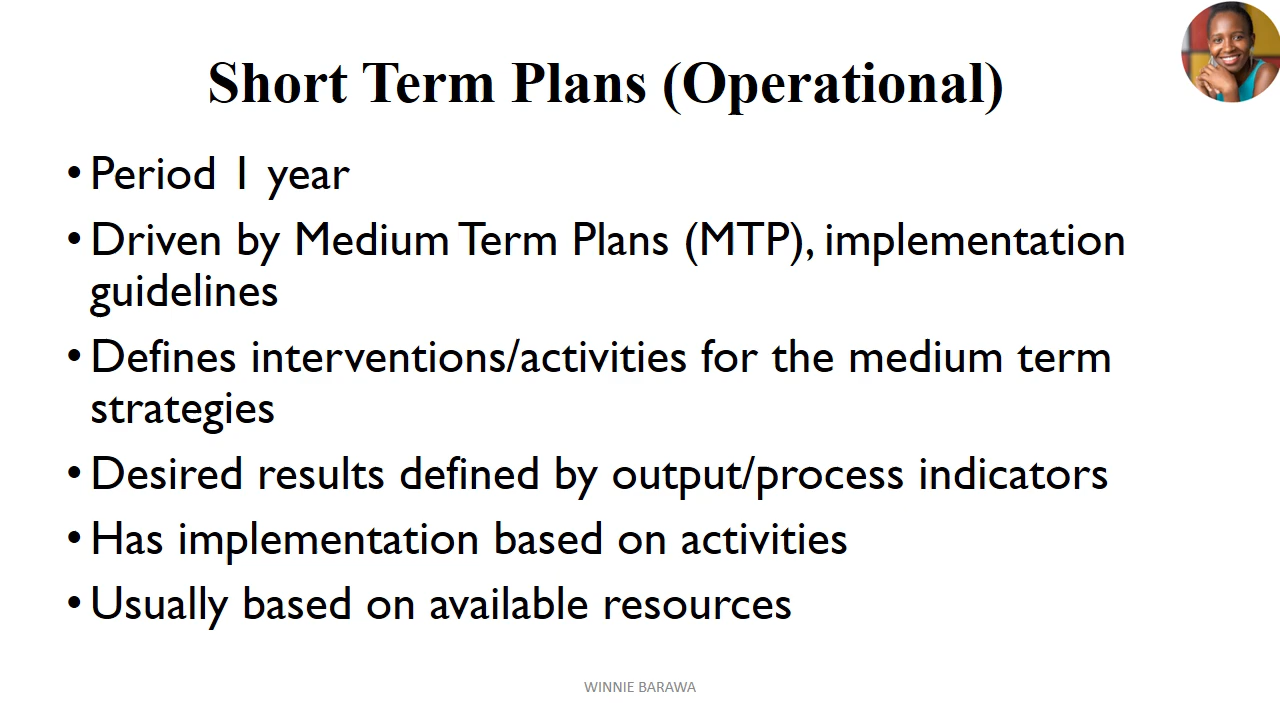 Short Term Plans (Operational)
• Period 1 year
• Driven by Medium Term Plans (MTP), implementation
guidelines
• Defines interventions/activities for the medium term
strategies
• Desired results defined by output/process indicators
• Has implementation based on activities
• Usually based on available resources
WINNIE BARAWA